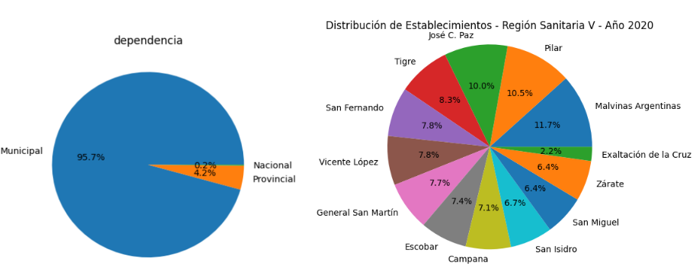 dependencia
Municipal
95.7%
0.2%
4.2%
Nacional
Provincial
Distribución de Establecimientos - Región Sanitaria V - Año 2020
José C. Paz
Pilar
Tigre
10.0%
10.5%
8.3%
San Fernando
Malvinas Argentinas
7.8%
11.7%
Vicente López
7.8%
2.2%
Exaltación de la Cruz
6.4%
Zárate
7.7%
6.4%
General San Martín
7.4%
7.1%
6.7%
San Miguel
Escobar
San Isidro
Campana